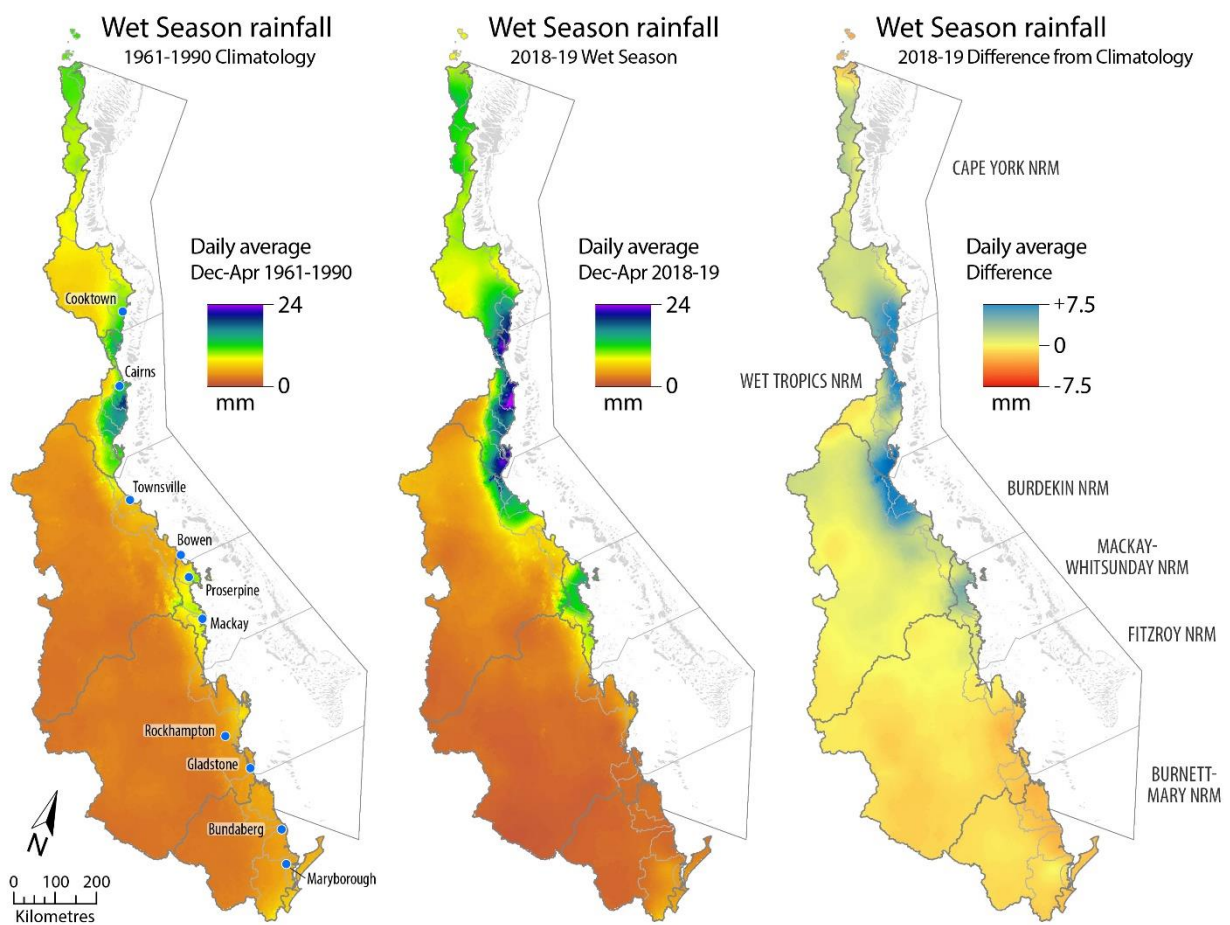 Wet Season rainfall
1961-1990 Climatology
Daily average
Dec-Apr 1961-1990
24
0
mm
Cooktown
Cairns
Townsville
Bowen
Proserpine
Mackay
Rockhampton
Gladstone
Bundaberg
Maryborough
N
0 100 200
Kilometres
Wet Season rainfall
2018-19 Wet Season
Daily average
Dec-Apr 2018-19
24
0
mm
Wet Season rainfall
2018-19 Difference from Climatology
CAPE YORK NRM
Daily average
Difference
+7.5
0
-7.5
mm
WET TROPICS NRM
BURDEKIN NRM
MACKAY-
WHITSUNDAY NRM
FITZROY NRM
BURNETT-
MARY NRM